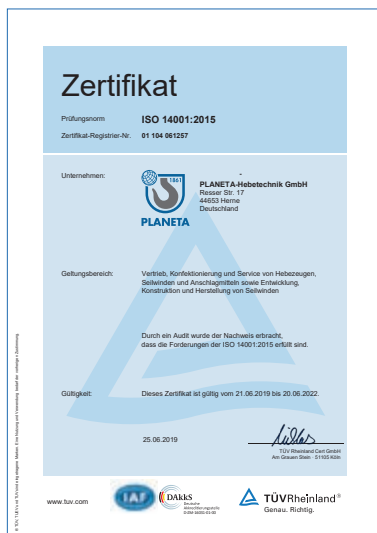 Zertifikat
Prüfungsnorm ISO 14001:2015
Zertifikat-Registrier-Nr. 01 104 061257
Unternehmen:
1861
PLANETA
-
PLANETA-Hebetechnik GmbH
Resser Str. 17
44653 Herne
Deutschland
Geltungsbereich: Vertrieb, Konfektionierung und Service von Hebezeugen,
Seilwinden und Anschlagmitteln sowie Entwicklung,
Konstruktion und Herstellung von Seilwinden
Durch ein Audit wurde der Nachweis erbracht,
dass die Forderungen der ISO 14001:2015 erfüllt sind.
Gültigkeit: Dieses Zertifikat ist gültig vom 21.06.2019 bis 20.06.2022.
25.06.2019
TÜV Rheinland Cert GmbH
Am Grauen Stein · 51105 Köln
www.tuv.com
IAF
DAkkS
Deutsche
Akkreditierungsstelle
TÜVRheinland®
Genau. Richtig.